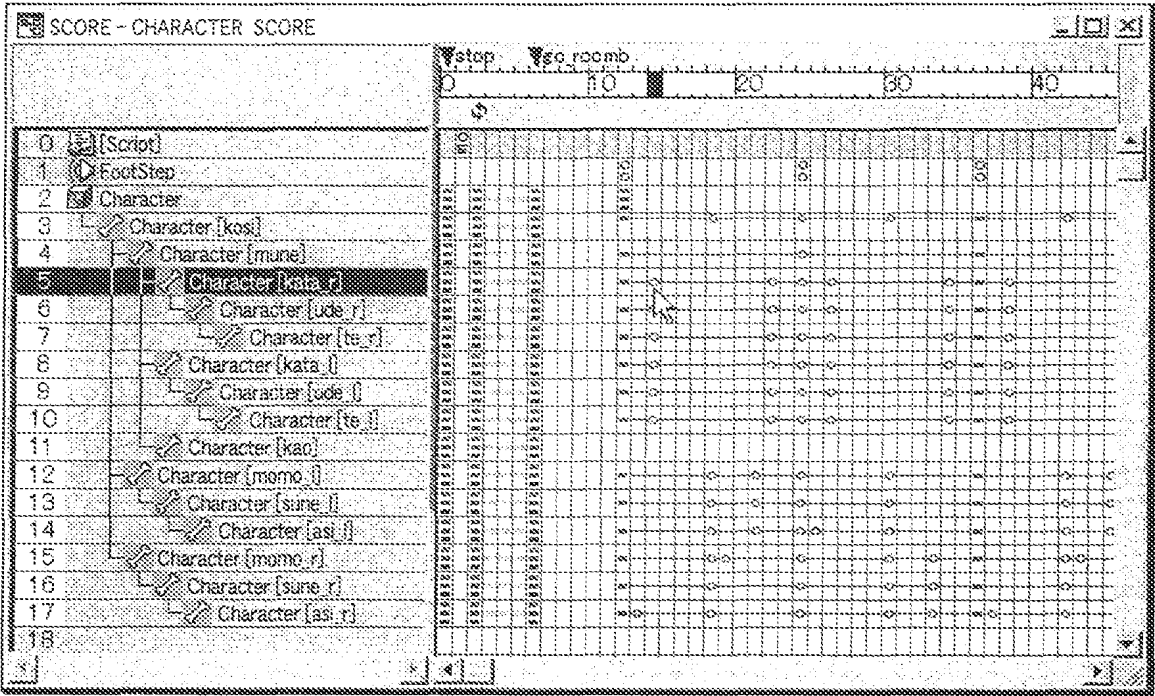 SCORE - CHARACTER SCORE
stop go_roomb
0 10 20 30 40
0 [Script]
1 FootStep
2 Character
3 Character [kosi]
4 Character [mune]
5 Character [kata_r]
6 Character [ude_r]
7 Character [te_r]
8 Character [kata_l]
9 Character [ude_l]
10 Character [te_l]
11 Character [kao]
12 Character [momo_l]
13 Character [sune_l]
14 Character [asi_l]
15 Character [momo_r]
16 Character [sune_r]
17 Character [asi_r]
18